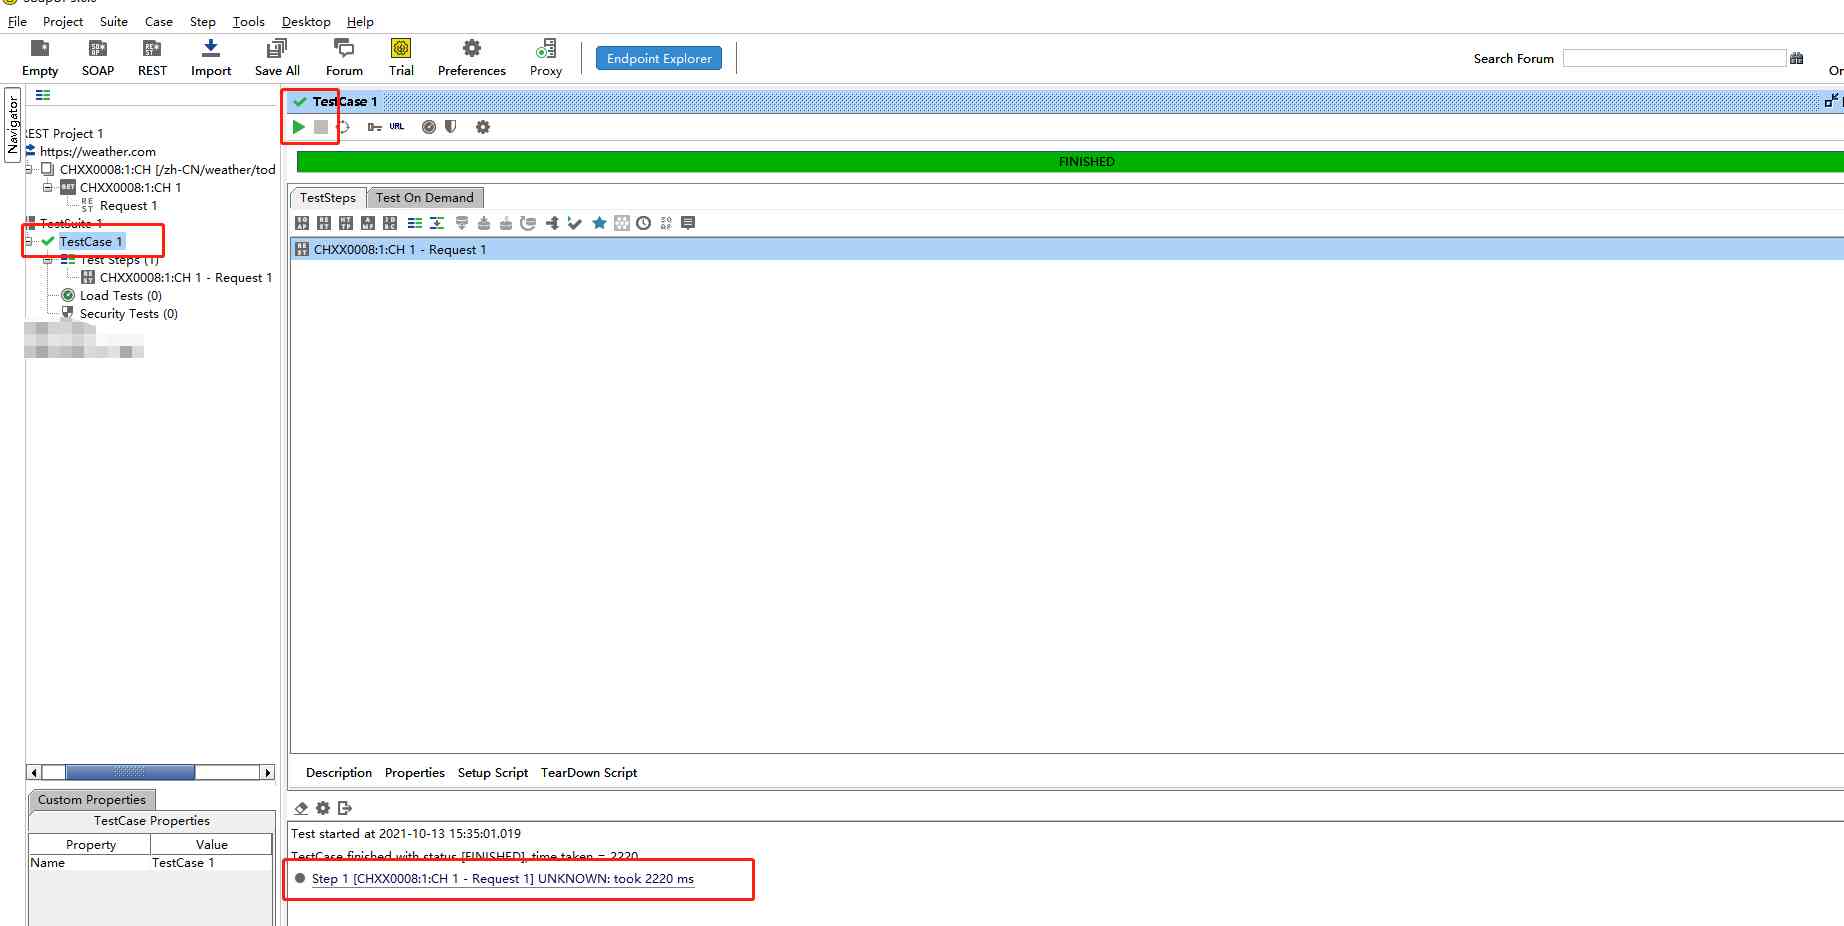 File Project Suite Case Step Tools Desktop Help
Empty SOAP REST Import Save All Forum Trial Preferences Proxy Endpoint Explorer Search Forum
Navigator
TestCase 1
URL
REST Project 1
https://weather.com
FINISHED
CHXX0008:1:CH [/zh-CN/weather/tod
CHXX0008:1:CH 1
Request 1
TestSteps Test On Demand
TestSuite 1
TestCase 1
CHXX0008:1:CH 1 - Request 1
Test Steps (1)
CHXX0008:1:CH 1 - Request 1
Load Tests (0)
Security Tests (0)
Description Properties Setup Script TearDown Script
Custom Properties
TestCase Properties
Property Value
Name TestCase 1
Test started at 2021-10-13 15:35:01.019
TestCase finished with status [FINISHED], time taken = 2220
Step 1 [CHXX0008:1:CH 1 - Request 1] UNKNOWN: took 2220 ms